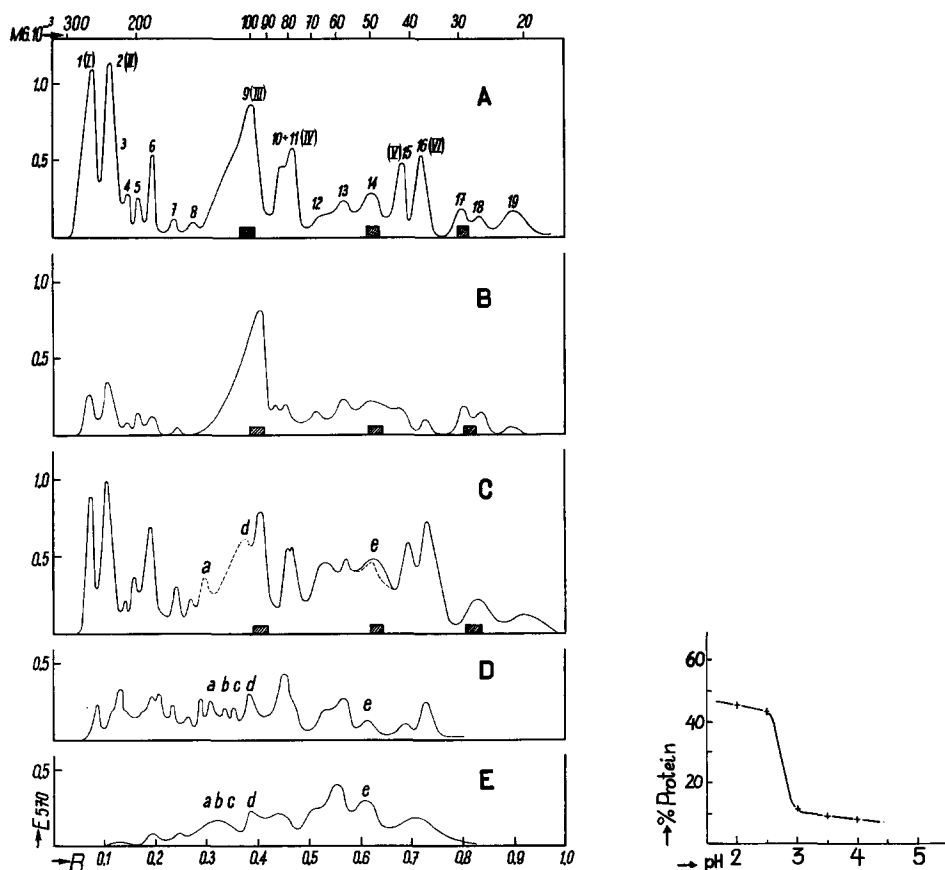 MG.10⁻³ 300 200 100 90 80 70 60 50 40 30 20
1.0 0.5
1(I) 2(II) 3 4 5 6 7 8 9(III) 10+11(IV) 12 13 14 (V)15 16(VI) 17 18 19
A
1.0 0.5
B
1.0 0.5
C
a d e
0.5
D
a b c d e
0.5
E
a b c d e
→E570
→R 0.1 0.2 0.3 0.4 0.5 0.6 0.7 0.8 0.9 1.0
60
40
20
→% Protein
→ pH 2 3 4 5